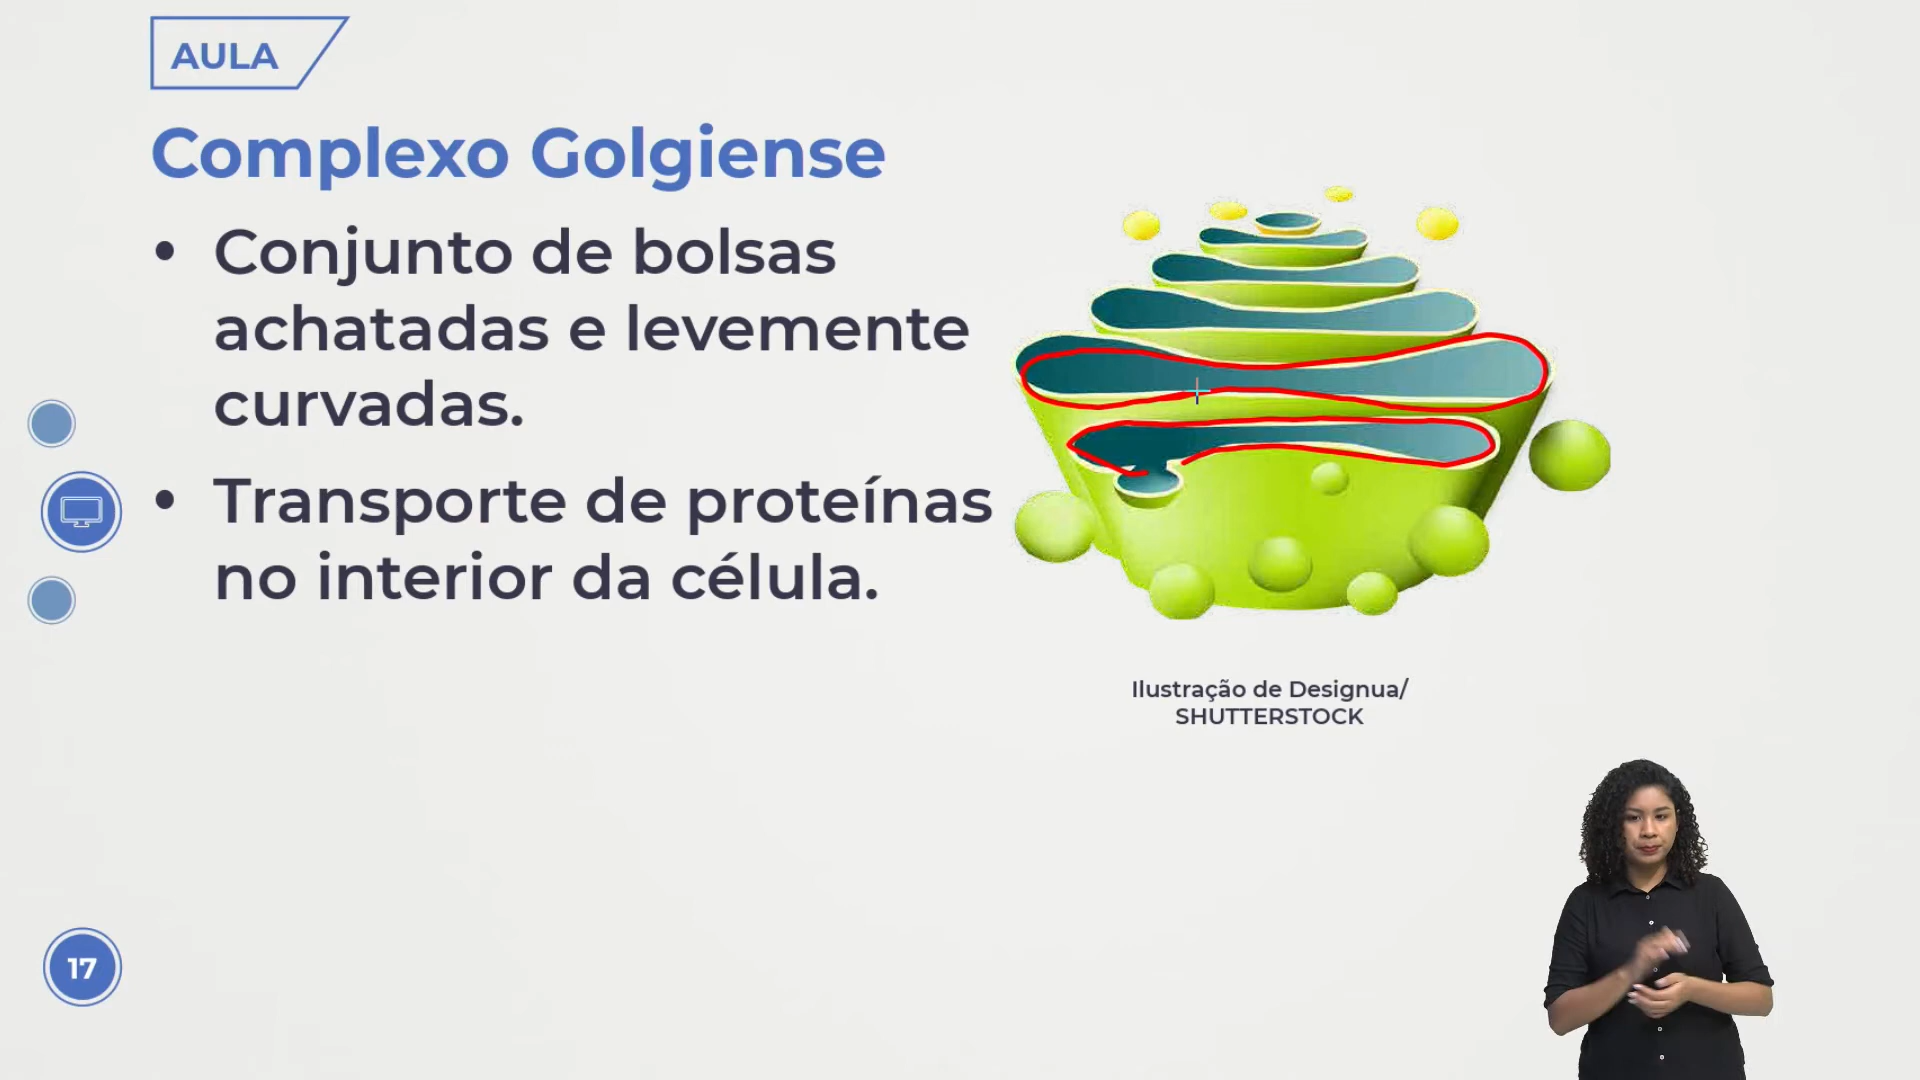 AULA
Complexo Golgiense
• Conjunto de bolsas
achatadas e levemente
curvadas.
• Transporte de proteínas
no interior da célula.
Ilustração de Designua/
SHUTTERSTOCK
17